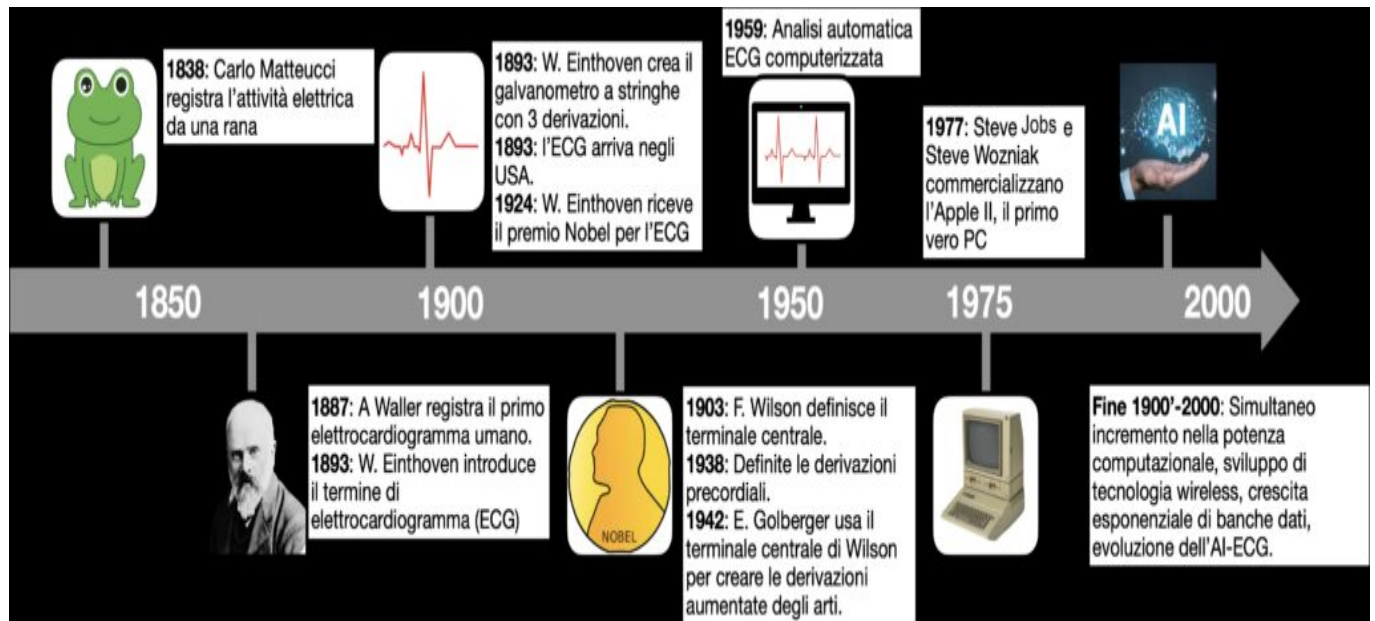 1838: Carlo Matteucci
registra l'attività elettrica
da una rana
1893: W. Einthoven crea il
galvanometro a stringhe
con 3 derivazioni.
1893: l'ECG arriva negli
USA.
1924: W. Einthoven riceve
il premio Nobel per l'ECG
1959: Analisi automatica
ECG computerizzata
1977: Steve Jobs e
Steve Wozniak
commercializzano
l'Apple II, il primo
vero PC
AI
1850
1900
1950
1975
2000
1887: A Waller registra il primo
elettrocardiogramma umano.
1893: W. Einthoven introduce
il termine di
elettrocardiogramma (ECG)
NOBEL
1903: F. Wilson definisce il
terminale centrale.
1938: Definite le derivazioni
precordiali.
1942: E. Golberger usa il
terminale centrale di Wilson
per creare le derivazioni
aumentate degli arti.
Fine 1900'-2000: Simultaneo
incremento nella potenza
computazionale, sviluppo di
tecnologia wireless, crescita
esponenziale di banche dati,
evoluzione dell'AI-ECG.